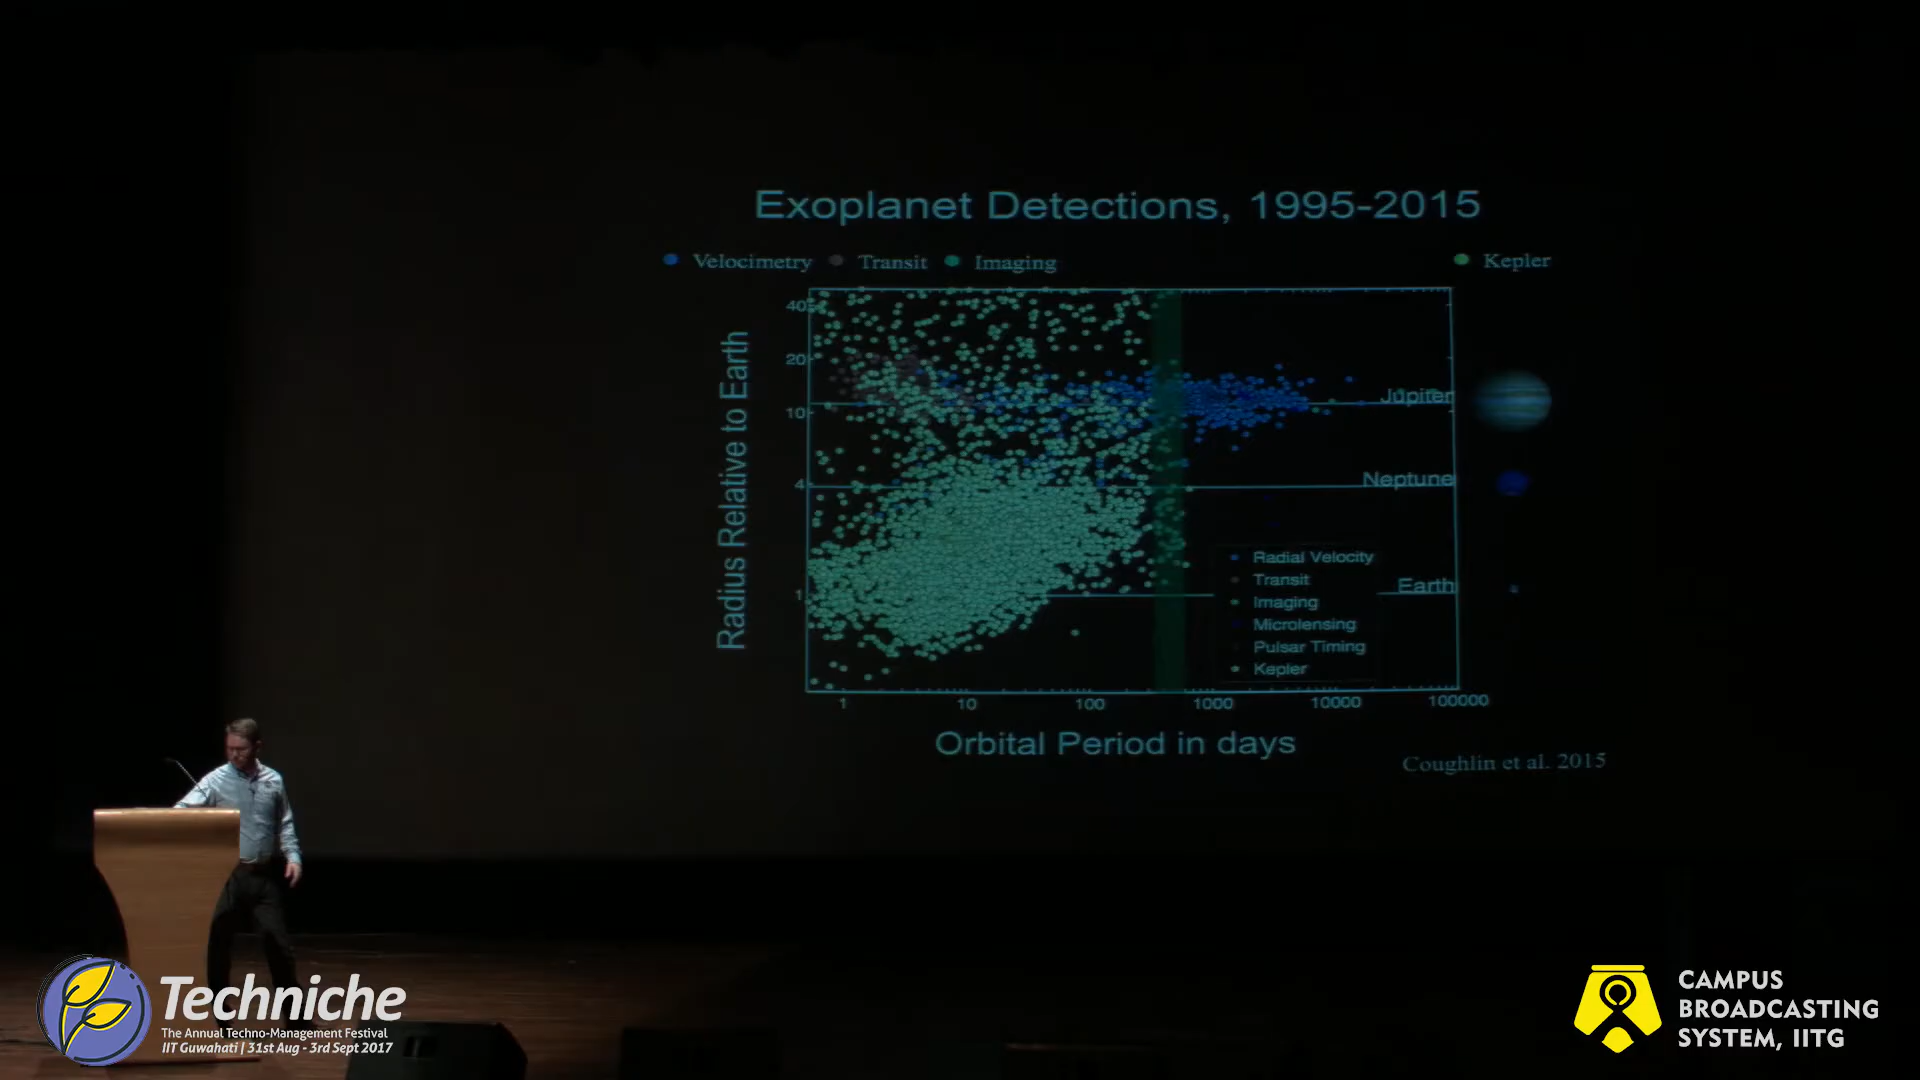 Exoplanet Detections, 1995-2015
Velocimetry Transit Imaging Kepler
Radius Relative to Earth
40
20
10
4
1
Jupiter
Neptune
Earth
Radial Velocity
Transit
Imaging
Microlensing
Pulsar Timing
Kepler
1 10 100 1000 10000 100000
Orbital Period in days
Coughlin et al. 2015
Techniche
The Annual Techno-Management Festival
IIT Guwahati | 31st Aug - 3rd Sept 2017
CAMPUS
BROADCASTING
SYSTEM, IITG